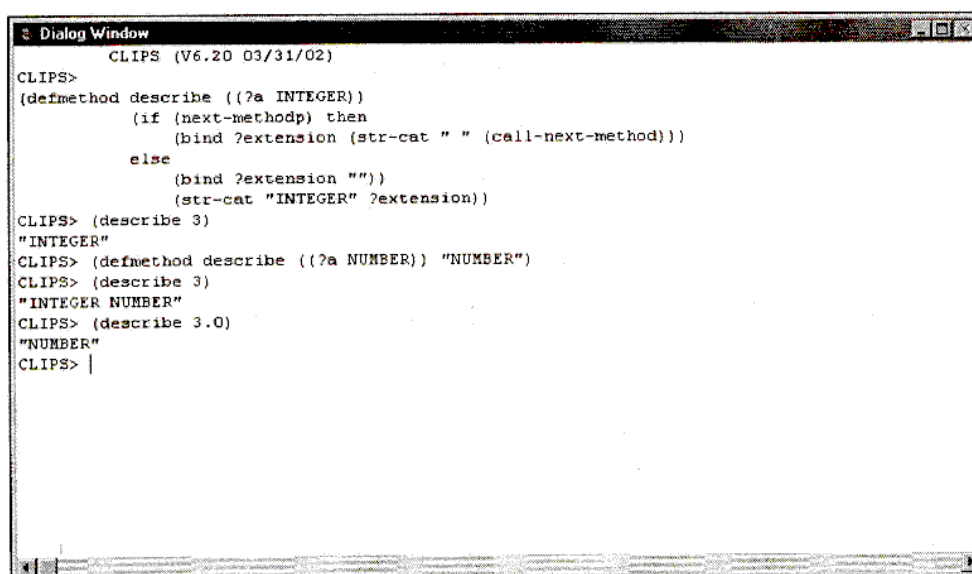 Dialog Window
CLIPS (V6.20 03/31/02)
CLIPS>
(defmethod describe ((?a INTEGER))
(if (next-methodp) then
(bind ?extension (str-cat " " (call-next-method)))
else
(bind ?extension ""))
(str-cat "INTEGER" ?extension))
CLIPS> (describe 3)
"INTEGER"
CLIPS> (defmethod describe ((?a NUMBER)) "NUMBER")
CLIPS> (describe 3)
"INTEGER NUMBER"
CLIPS> (describe 3.0)
"NUMBER"
CLIPS>